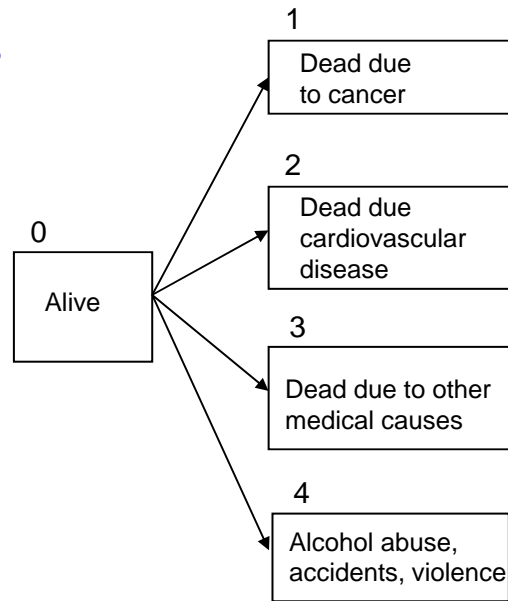 1
Dead due
to cancer
2
Dead due
cardiovascular
disease
0
Alive
3
Dead due to other
medical causes
4
Alcohol abuse,
accidents, violence